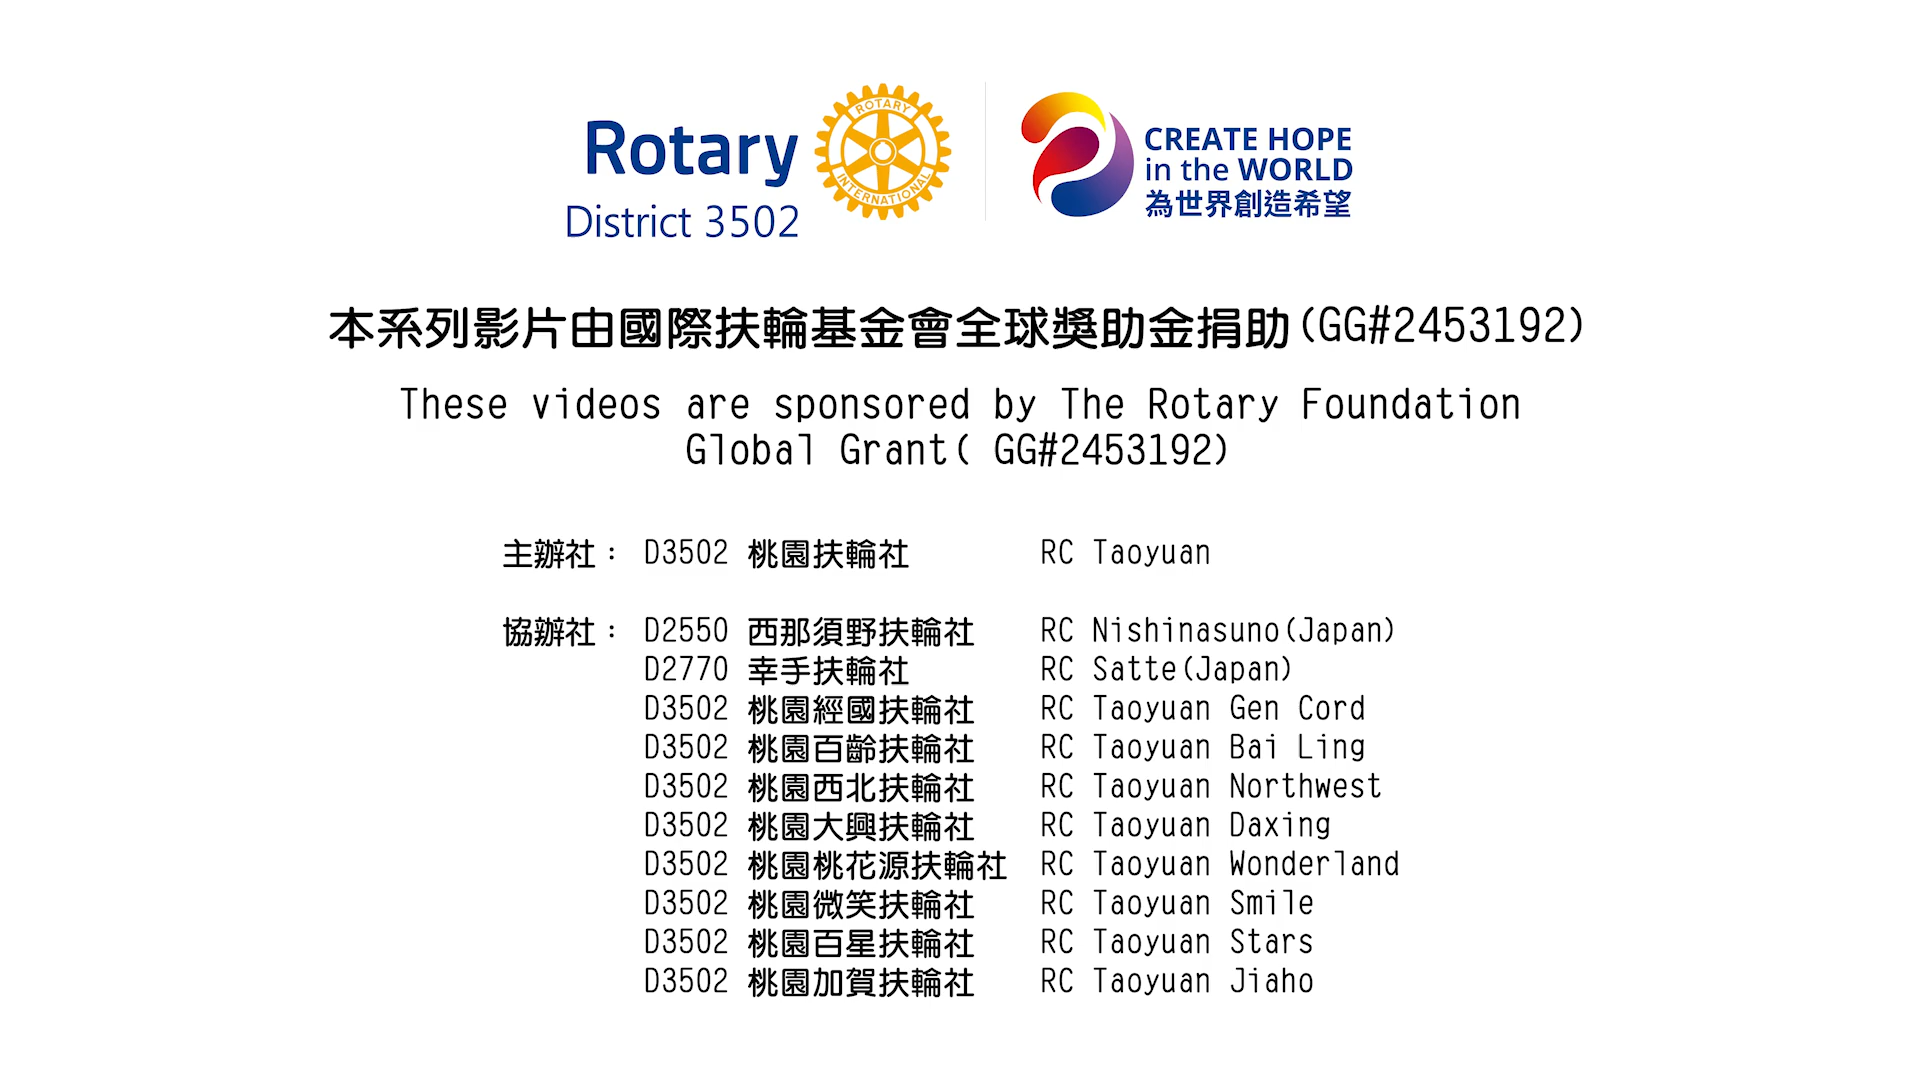 Rotary
District 3502
ROTARY
INTERNATIONAL
CREATE HOPE
in the WORLD
為世界創造希望
本系列影片由國際扶輪基金會全球獎助金捐助(GG#2453192)
These videos are sponsored by The Rotary Foundation
Global Grant( GG#2453192)
主辦社： D3502 桃園扶輪社 RC Taoyuan
協辦社： D2550 西那須野扶輪社 RC Nishinasuno(Japan)
D2770 幸手扶輪社 RC Satte(Japan)
D3502 桃園經國扶輪社 RC Taoyuan Gen Cord
D3502 桃園百齡扶輪社 RC Taoyuan Bai Ling
D3502 桃園西北扶輪社 RC Taoyuan Northwest
D3502 桃園大興扶輪社 RC Taoyuan Daxing
D3502 桃園桃花源扶輪社 RC Taoyuan Wonderland
D3502 桃園微笑扶輪社 RC Taoyuan Smile
D3502 桃園百星扶輪社 RC Taoyuan Stars
D3502 桃園加賀扶輪社 RC Taoyuan Jiaho